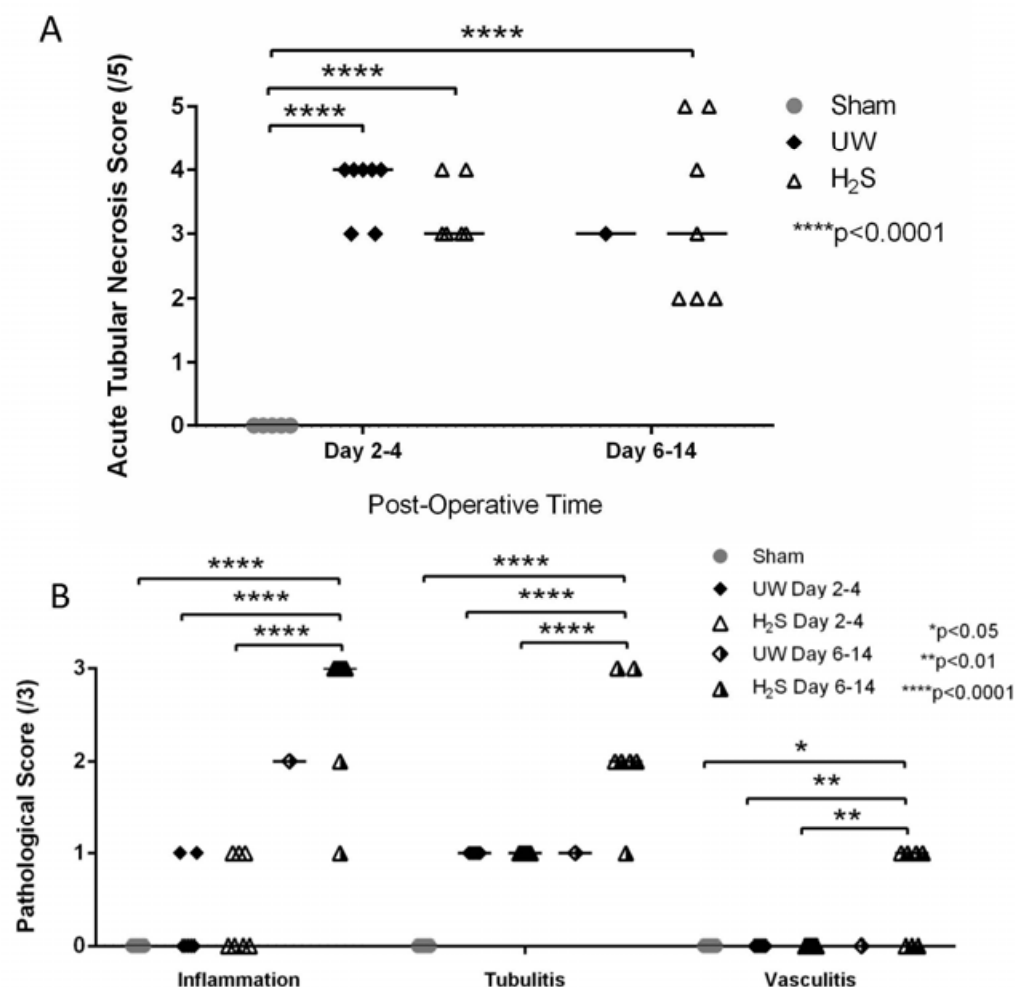 A
Acute Tubular Necrosis Score (/5)
****
****
****
5
4
3
2
1
0
Day 2-4
Day 6-14
Post-Operative Time
Sham
UW
H₂S
****p<0.0001
B
Pathological Score (/3)
****
****
****
****
****
****
*
**
**
3
2
1
0
Inflammation
Tubulitis
Vasculitis
Sham
UW Day 2-4
H₂S Day 2-4
UW Day 6-14
H₂S Day 6-14
*p<0.05
**p<0.01
****p<0.0001